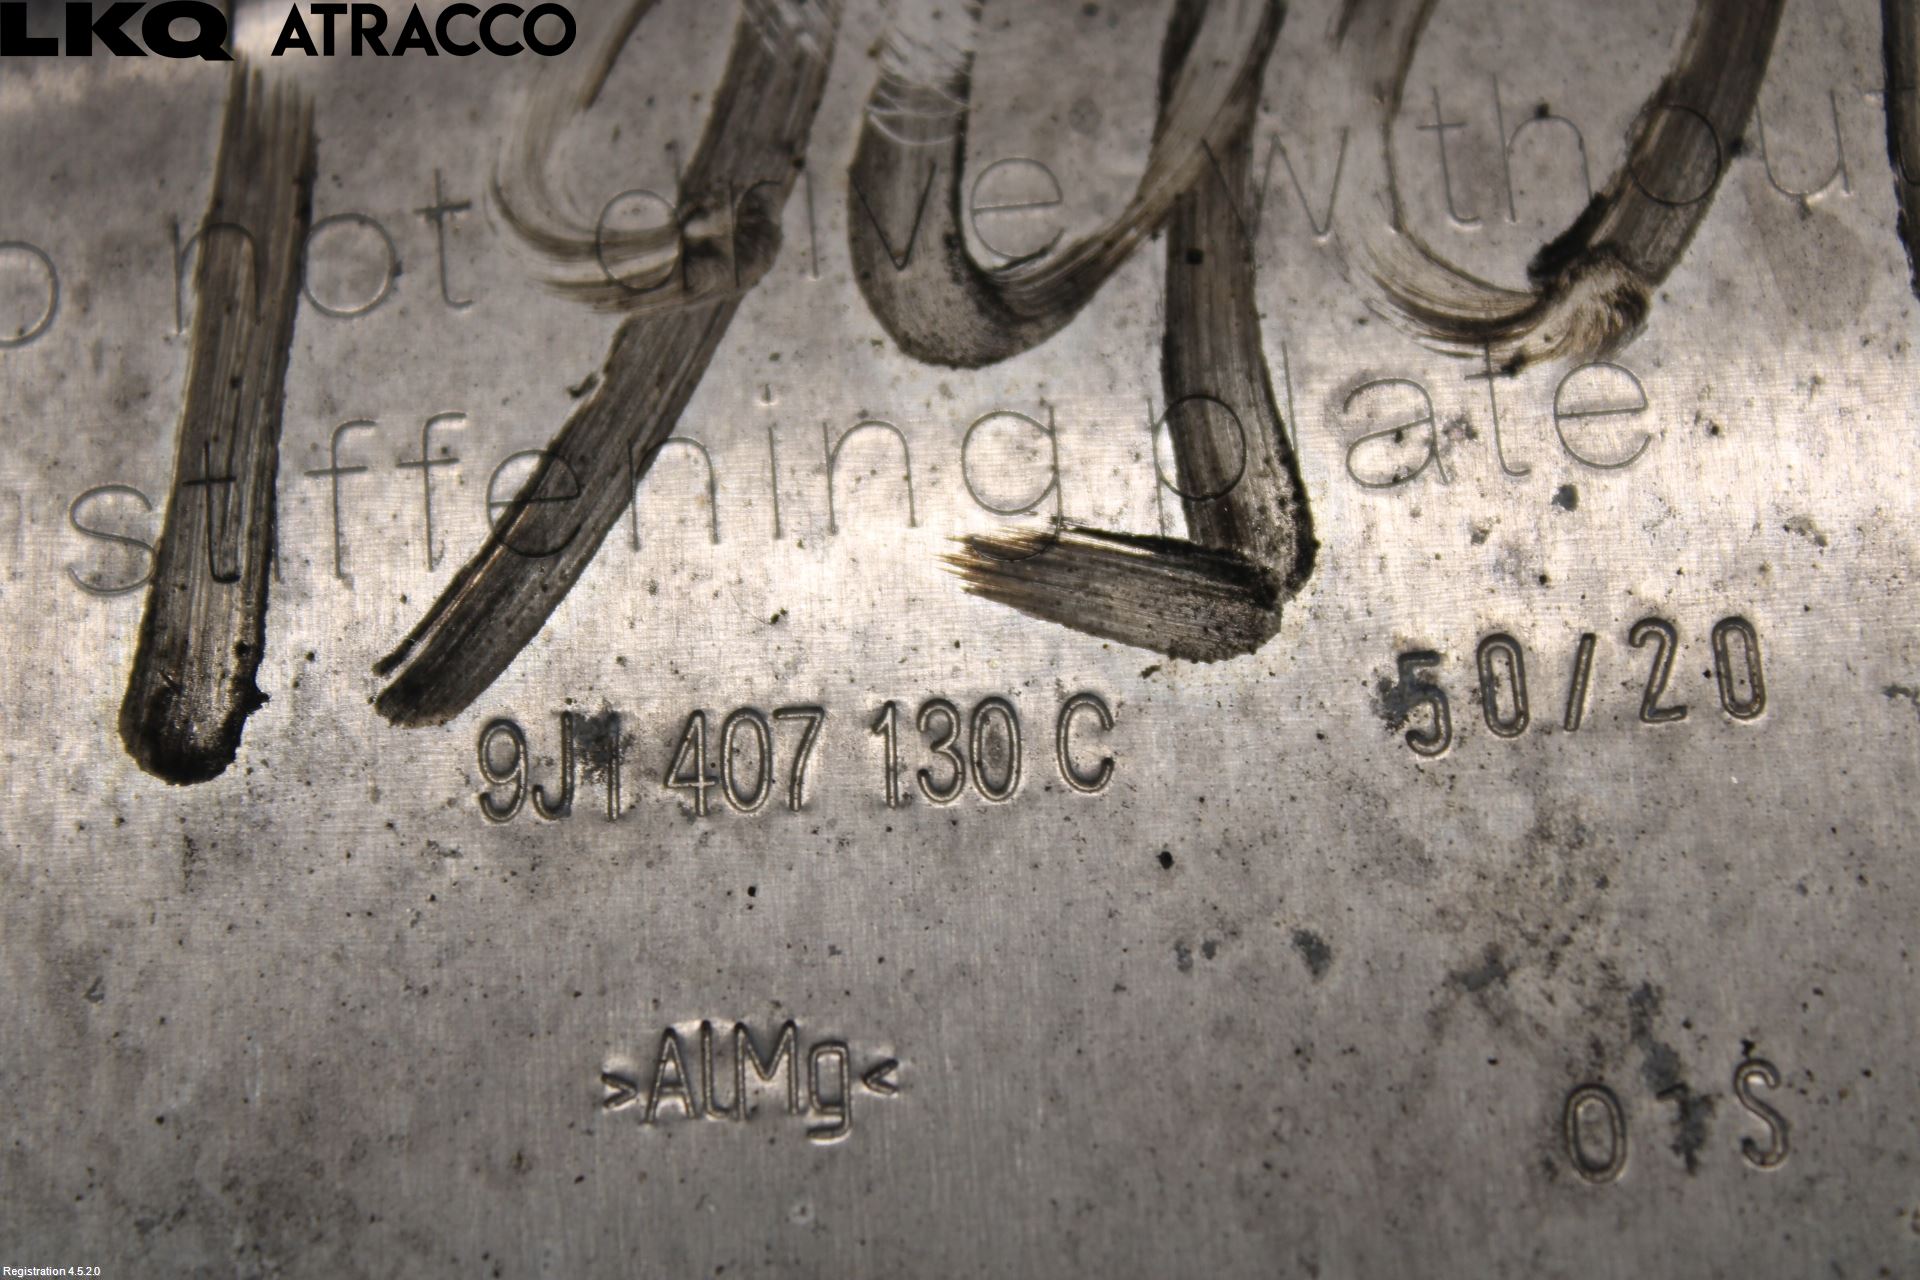 LKQ ATRACCO
not drive without
stiffening plate
9J1 407 130 C
50/20
>AlMg<
0 S
Registration 4.5.2.0